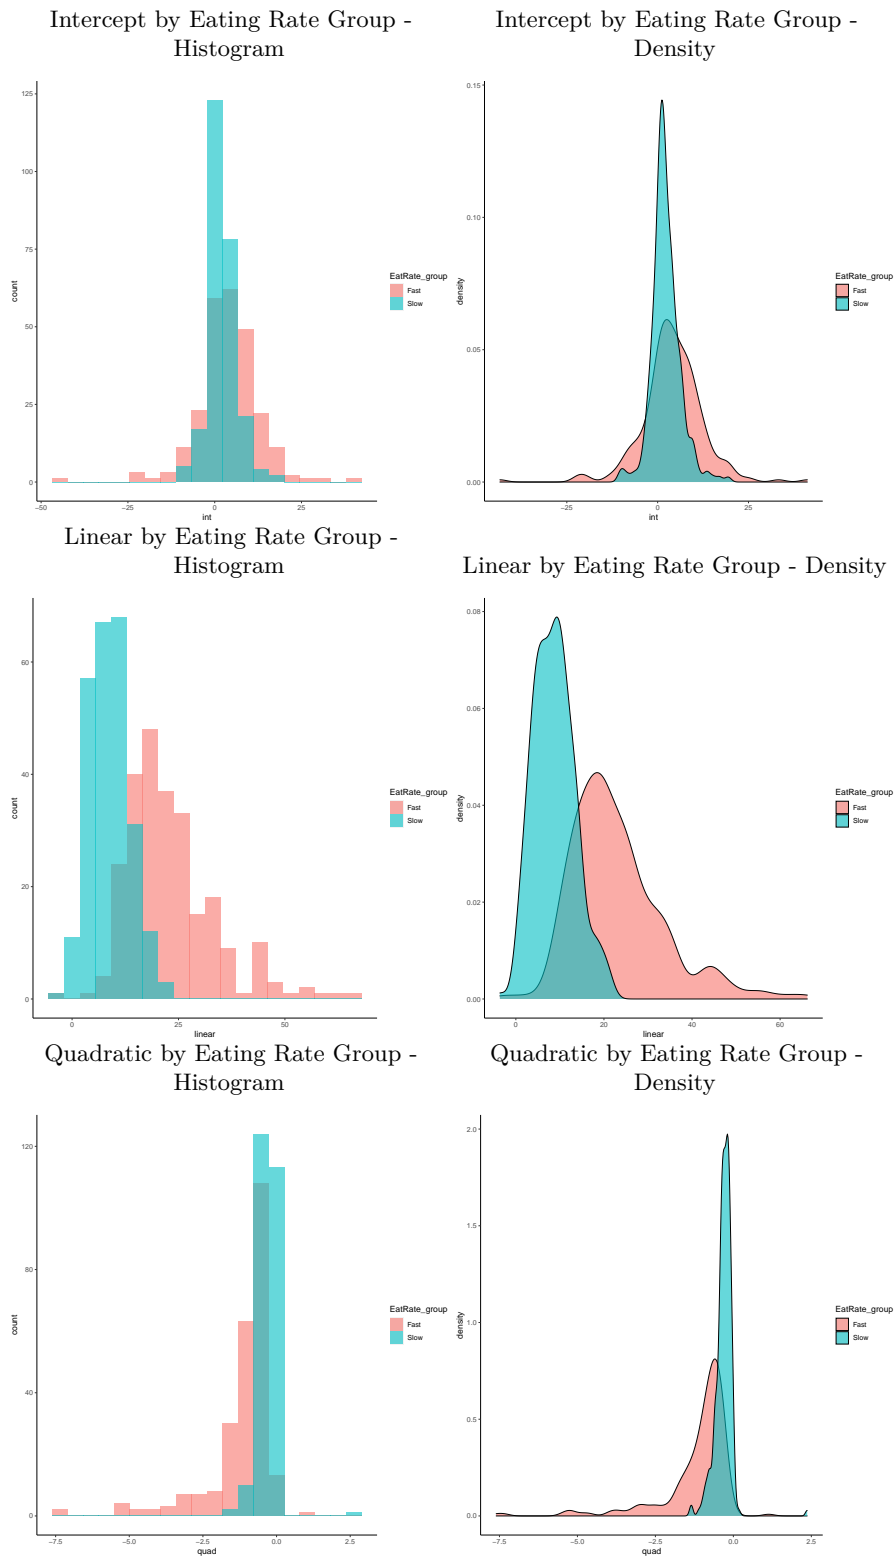 Intercept by Eating Rate Group -
Histogram
125
100
75
50
25
0
count
−50
−25
0
25
int
EatRate_group
Fast
Slow
Intercept by Eating Rate Group -
Density
0.15
0.10
0.05
0.00
density
−25
0
25
int
EatRate_group
Fast
Slow
Linear by Eating Rate Group -
Histogram
60
40
20
0
count
0
25
50
linear
EatRate_group
Fast
Slow
Linear by Eating Rate Group - Density
0.08
0.06
0.04
0.02
0.00
density
0
20
40
60
linear
EatRate_group
Fast
Slow
Quadratic by Eating Rate Group -
Histogram
120
80
40
0
count
−7.5
−5.0
−2.5
0.0
2.5
quad
EatRate_group
Fast
Slow
Quadratic by Eating Rate Group -
Density
2.0
1.5
1.0
0.5
0.0
density
−7.5
−5.0
−2.5
0.0
2.5
quad
EatRate_group
Fast
Slow